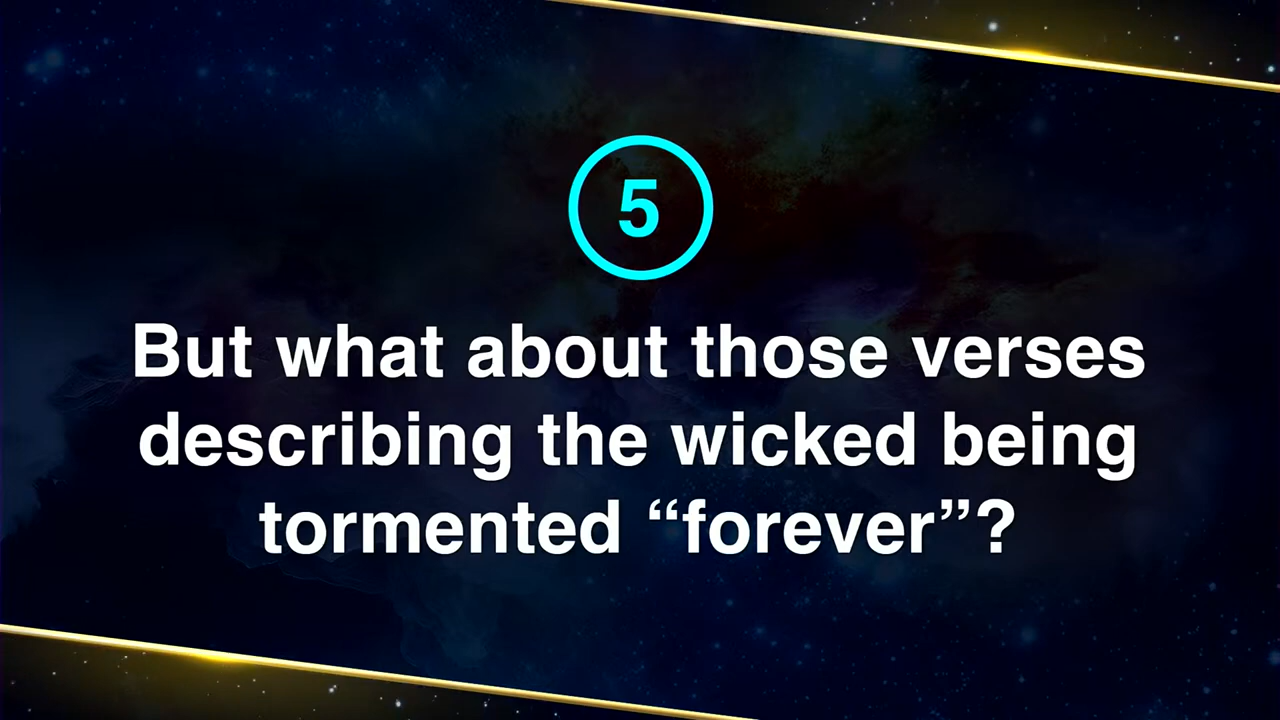 5
But what about those verses
describing the wicked being
tormented “forever”?